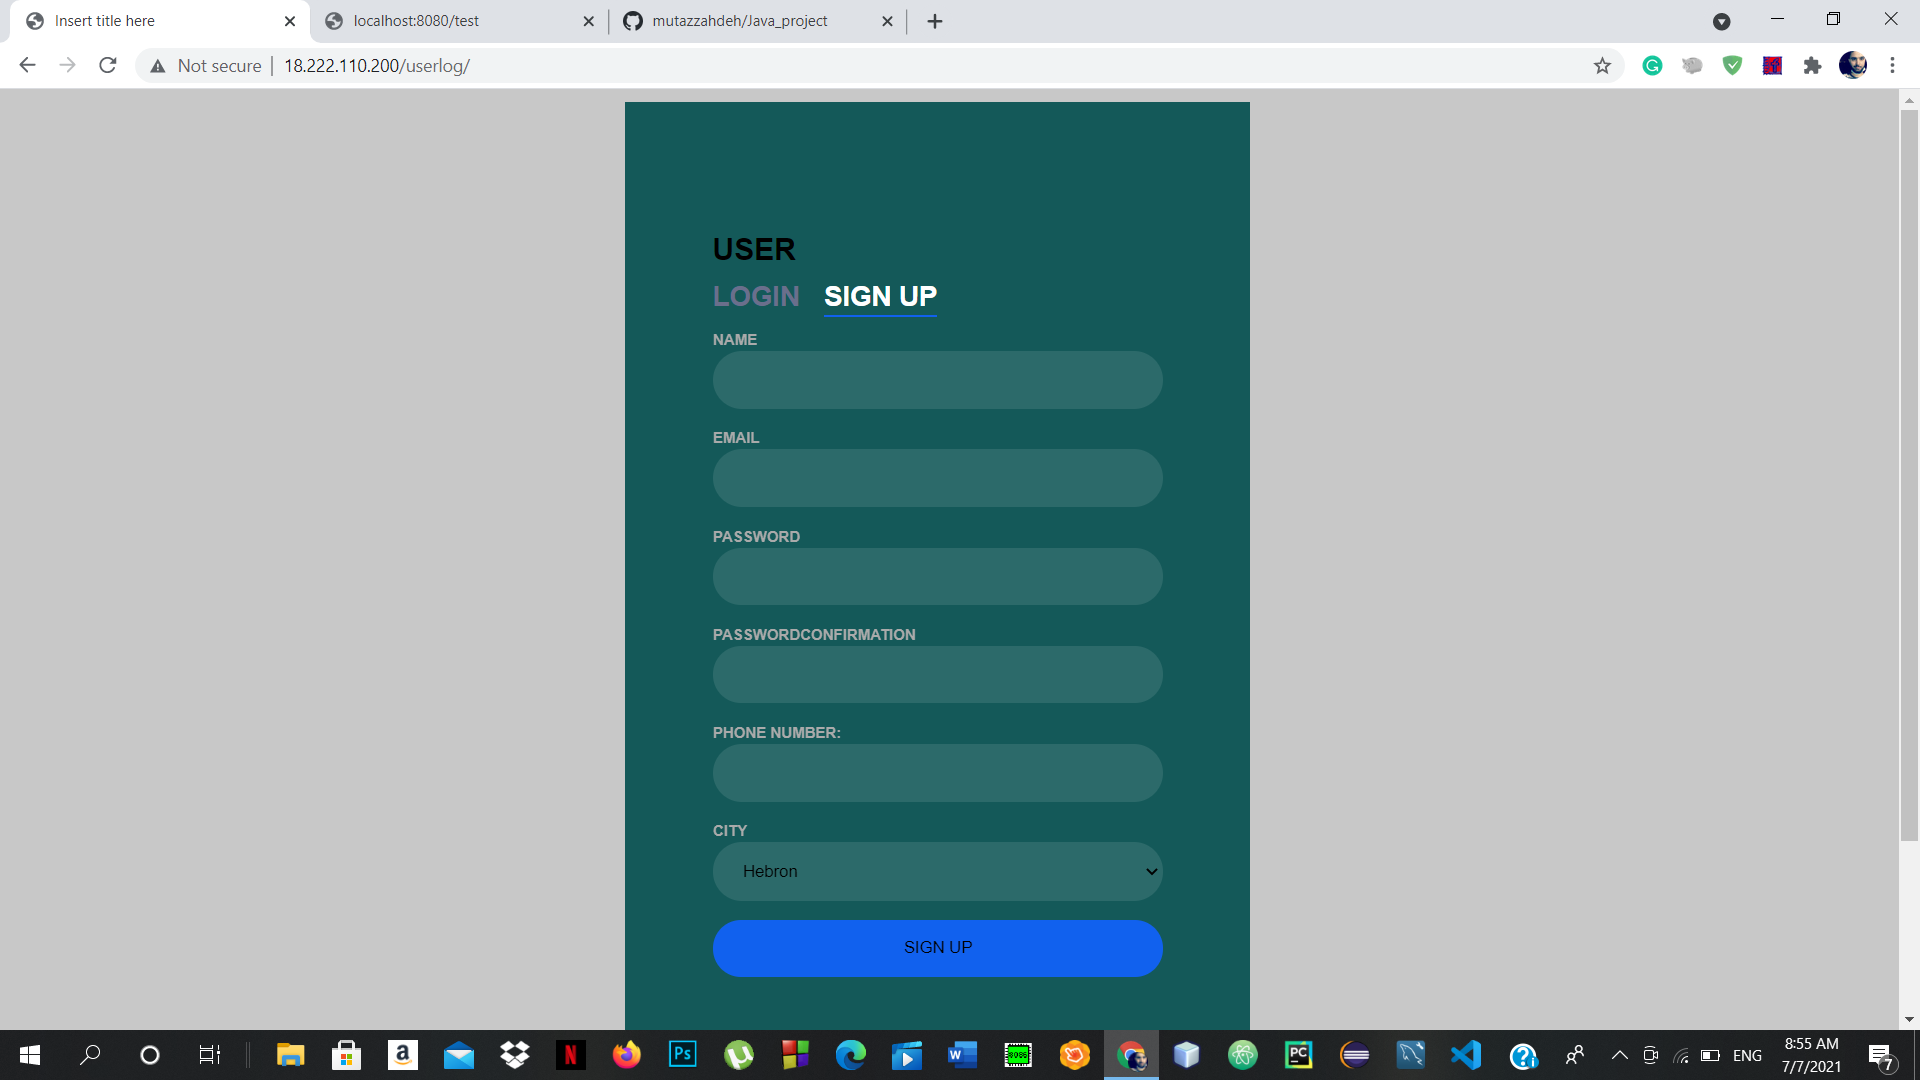 Insert title here
localhost:8080/test
mutazzahdeh/Java_project
Not secure 18.222.110.200/userlog/
USER
LOGIN SIGN UP
NAME
EMAIL
PASSWORD
PASSWORDCONFIRMATION
PHONE NUMBER:
CITY
Hebron
SIGN UP
ENG
8:55 AM
7/7/2021
7